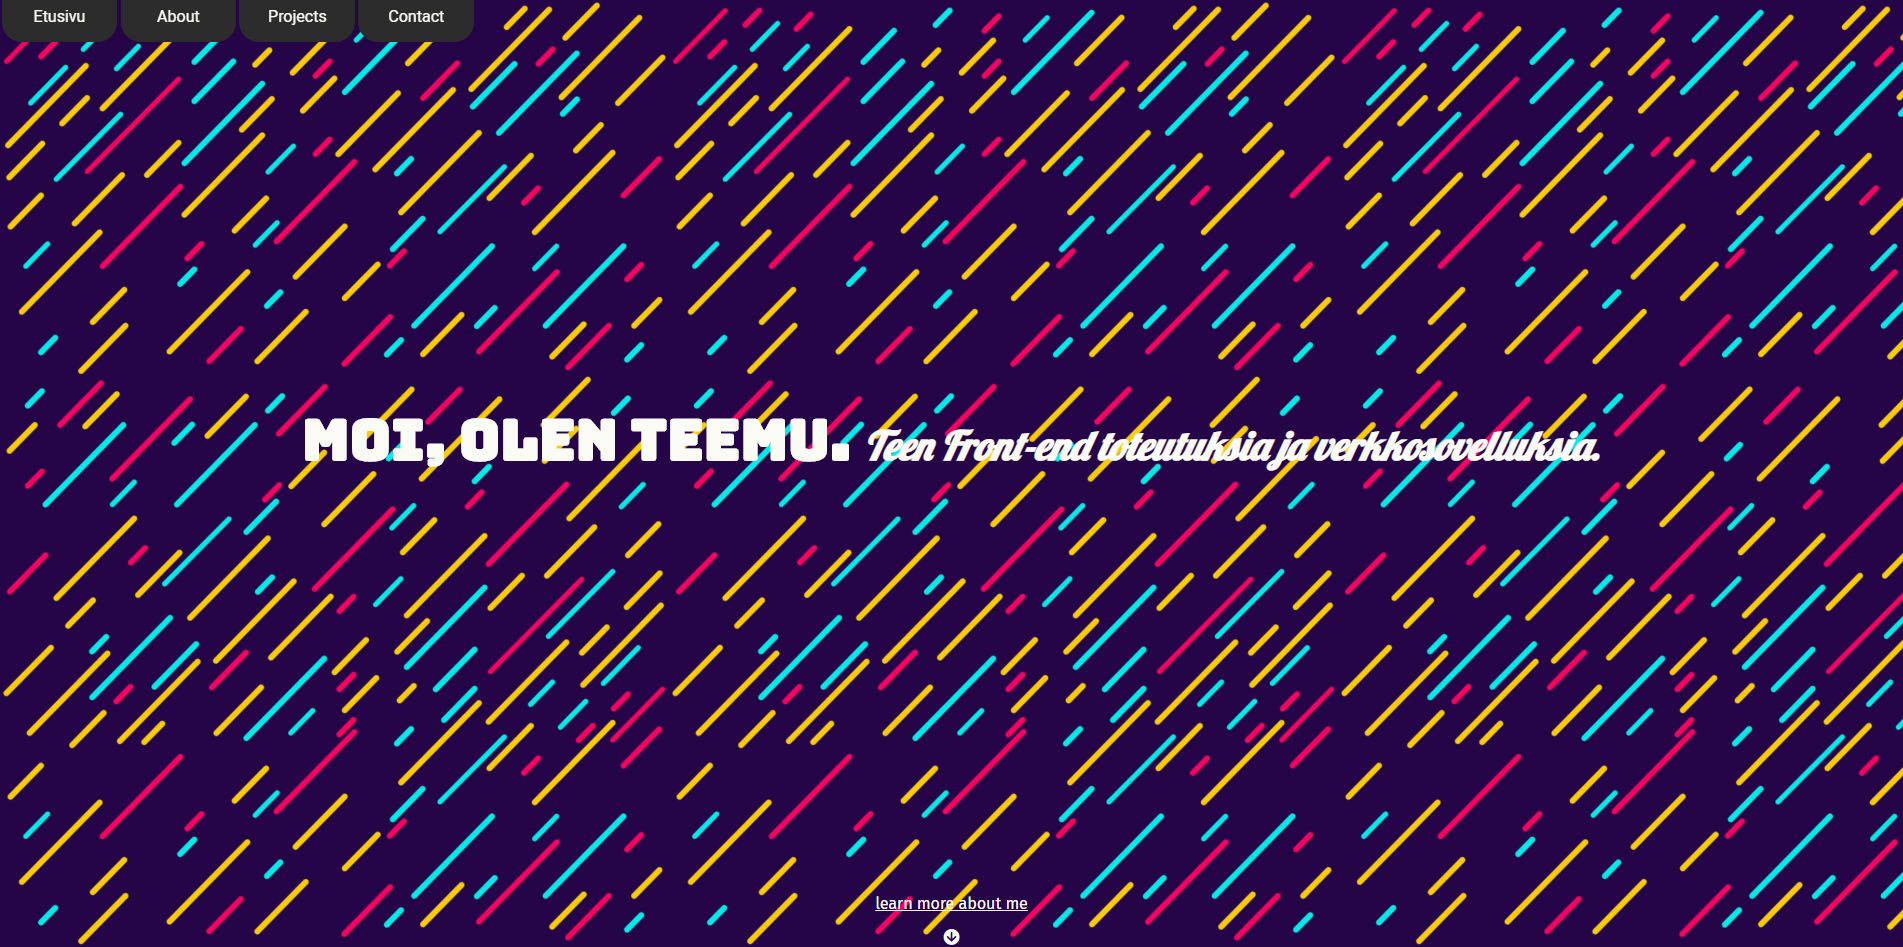 Etusivu About Projects Contact
MOI, OLEN TEEMU. Teen Front-end toteutuksia ja verkkosovelluksia.
learn more about me